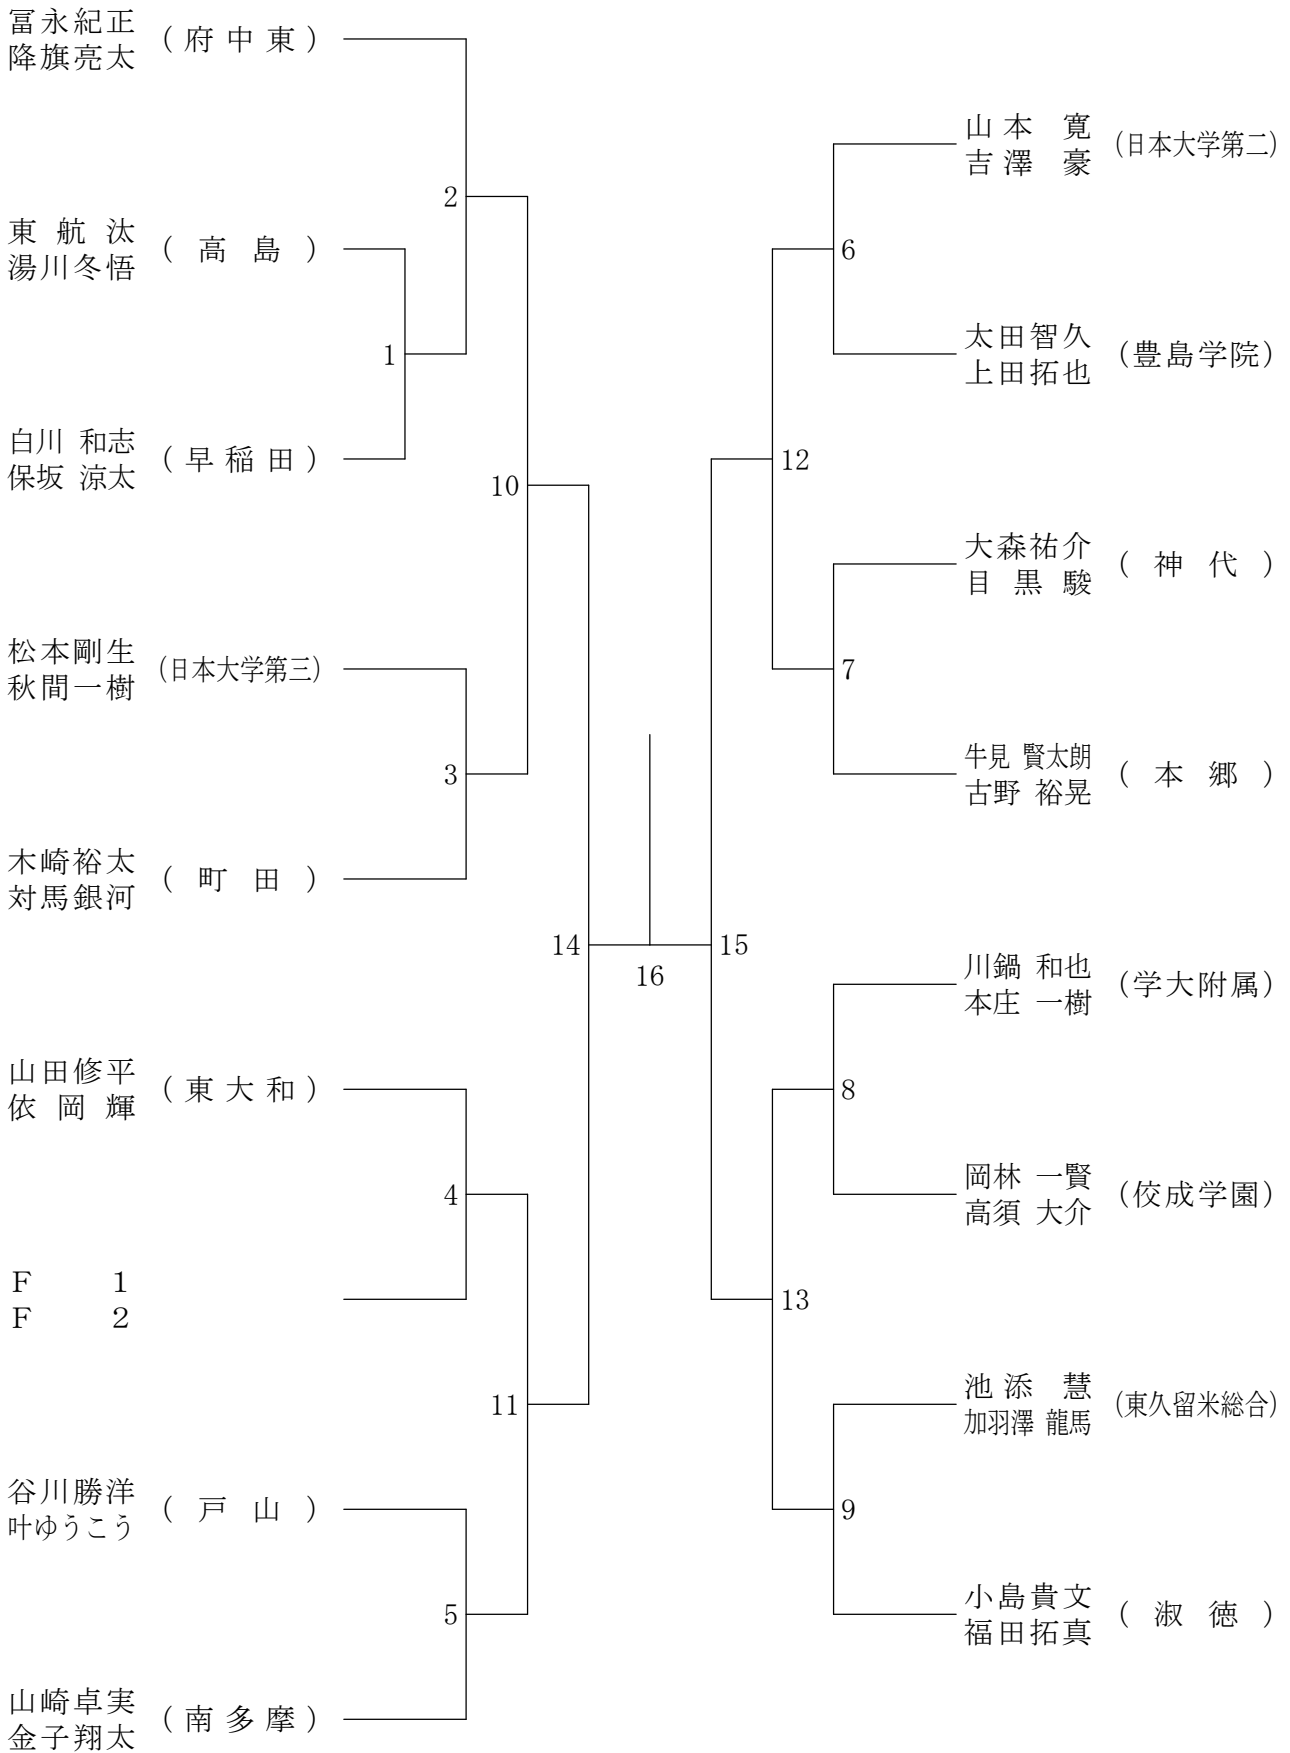 冨永紀正
降旗亮太
(府中東)
2
東航汰
湯川冬悟
(高島)
1
白川 和志
保坂 涼太
(早稲田)
10
松本剛生
秋間一樹
(日本大学第三)
3
木崎裕太
対馬銀河
(町田)
14
16
山田修平
依岡輝
(東大和)
4
F 1
F 2
11
谷川勝洋
叶ゆうこう
(戸山)
5
山崎卓実
金子翔太
(南多摩)
山本 寛
吉澤 豪
(日本大学第二)
6
太田智久
上田拓也
(豊島学院)
12
大森祐介
目黒駿
(神代)
7
牛見 賢太朗
古野 裕晃
(本郷)
15
川鍋 和也
本庄 一樹
(学大附属)
8
岡林 一賢
高須 大介
(佼成学園)
13
池添 慧
加羽澤 龍馬
(東久留米総合)
9
小島貴文
福田拓真
(淑徳)